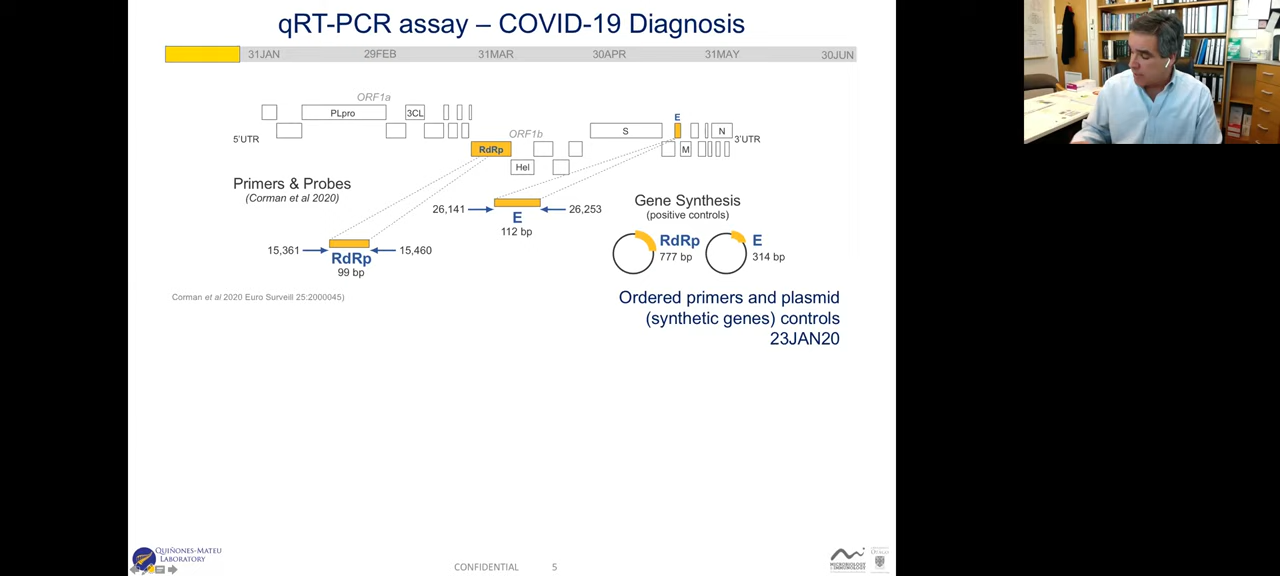 qRT-PCR assay – COVID-19 Diagnosis
31JAN 29FEB 31MAR 30APR 31MAY 30JUN
ORF1a
PLpro 3CL
5'UTR
ORF1b
RdRp
Hel
S
E
M
N
3'UTR
Primers & Probes
(Corman et al 2020)
26,141 26,253
E
112 bp
15,361 15,460
RdRp
99 bp
Gene Synthesis
(positive controls)
RdRp
777 bp
E
314 bp
Corman et al 2020 Euro Surveill 25:2000045)
Ordered primers and plasmid
(synthetic genes) controls
23JAN20
QUIÑONES-MATEU
LABORATORY
CONFIDENTIAL 5
MICROBIOLOGY
& IMMUNOLOGY
OTAGO